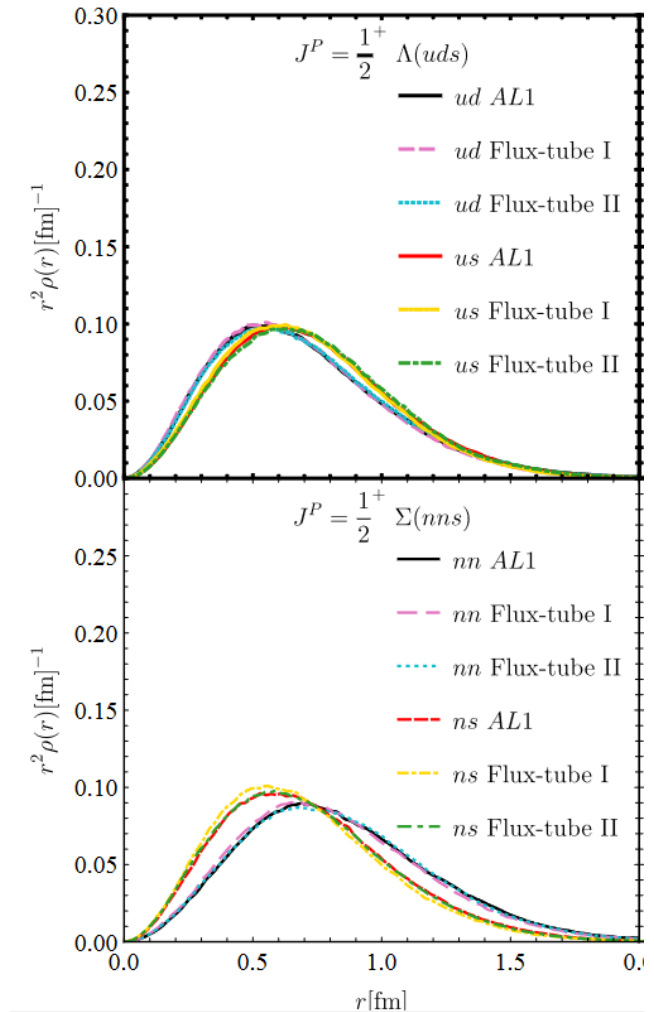 0.30
0.25
0.20
0.15
0.10
0.05
0.00
r²ρ(r)[fm]⁻¹
J^P = 1/2⁺ Λ(uds)
ud AL1
ud Flux-tube I
ud Flux-tube II
us AL1
us Flux-tube I
us Flux-tube II
0.25
0.20
0.15
0.10
0.05
0.00
r²ρ(r)[fm]⁻¹
J^P = 1/2⁺ Σ(nns)
nn AL1
nn Flux-tube I
nn Flux-tube II
ns AL1
ns Flux-tube I
ns Flux-tube II
0.0 0.5 1.0 1.5 0.0
r[fm]